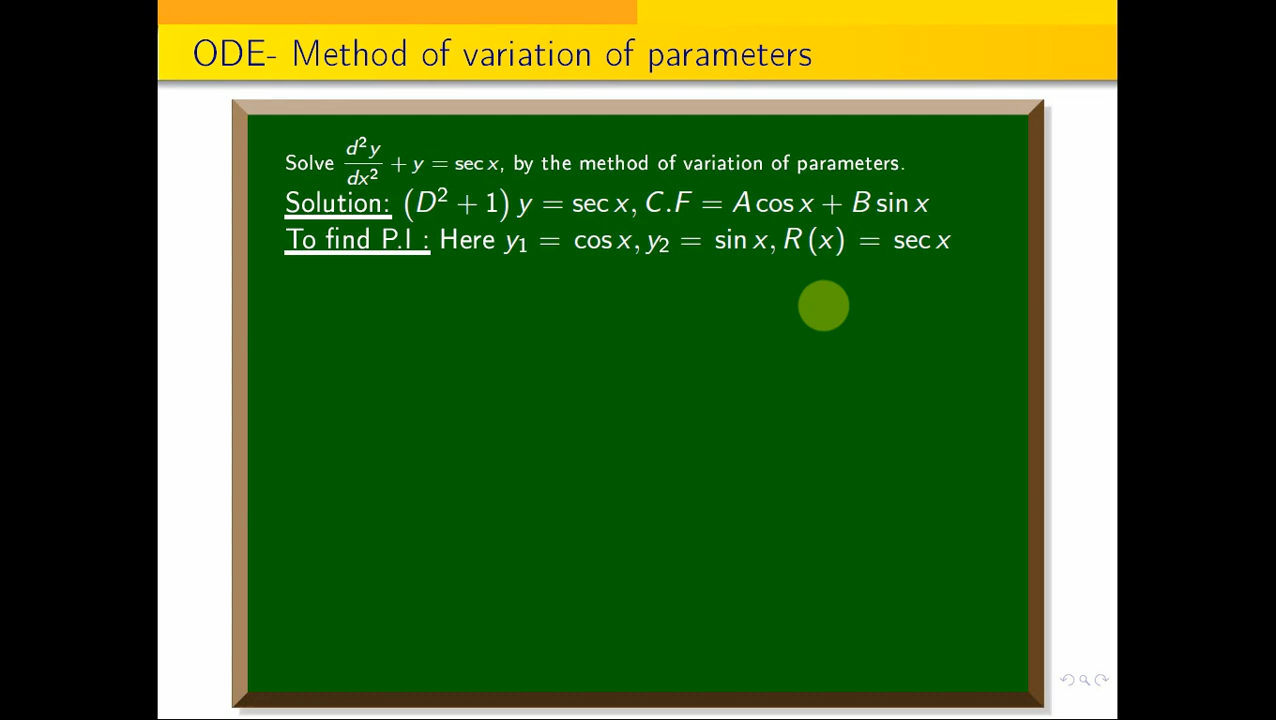 ODE- Method of variation of parameters
Solve d²y/dx² + y = sec x, by the method of variation of parameters.
Solution: (D² + 1) y = sec x, C.F = A cos x + B sin x
To find P.I : Here y₁ = cos x, y₂ = sin x, R (x) = sec x